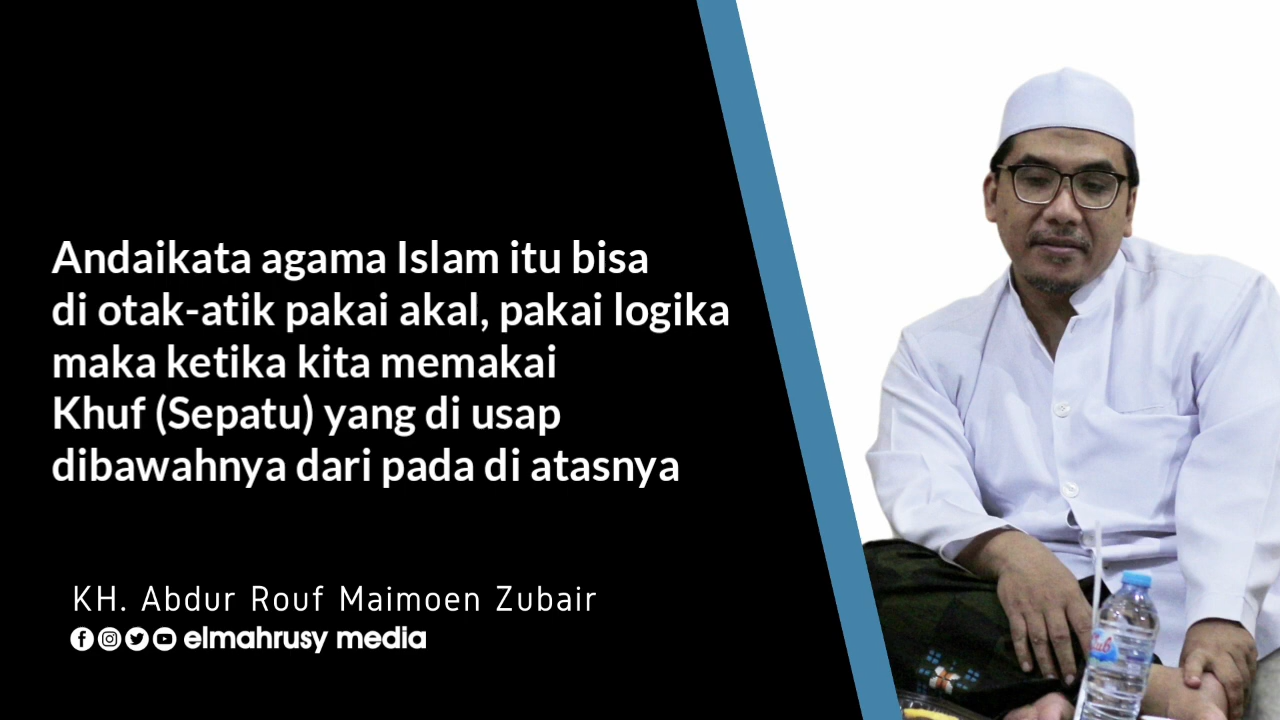 Andaikata agama Islam itu bisa
di otak-atik pakai akal, pakai logika
maka ketika kita memakai
Khuf (Sepatu) yang di usap
dibawahnya dari pada di atasnya
KH. Abdur Rouf Maimoen Zubair
elmahrusy media